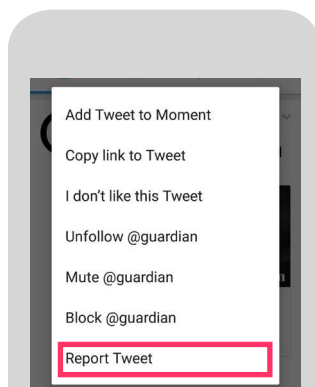 Add Tweet to Moment
Copy link to Tweet
I don't like this Tweet
Unfollow @guardian
Mute @guardian
Block @guardian
Report Tweet